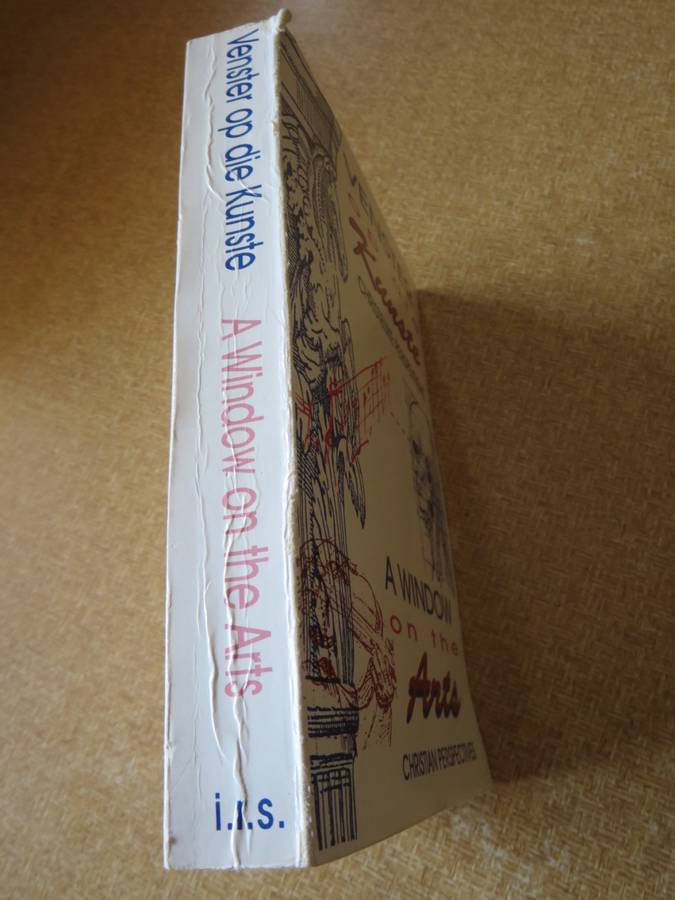 Venster op die Kunste
A Window on the Arts
i.r.s.
Kunste
A WINDOW
on the
Arts
CHRISTIAN PERSPECTIVES